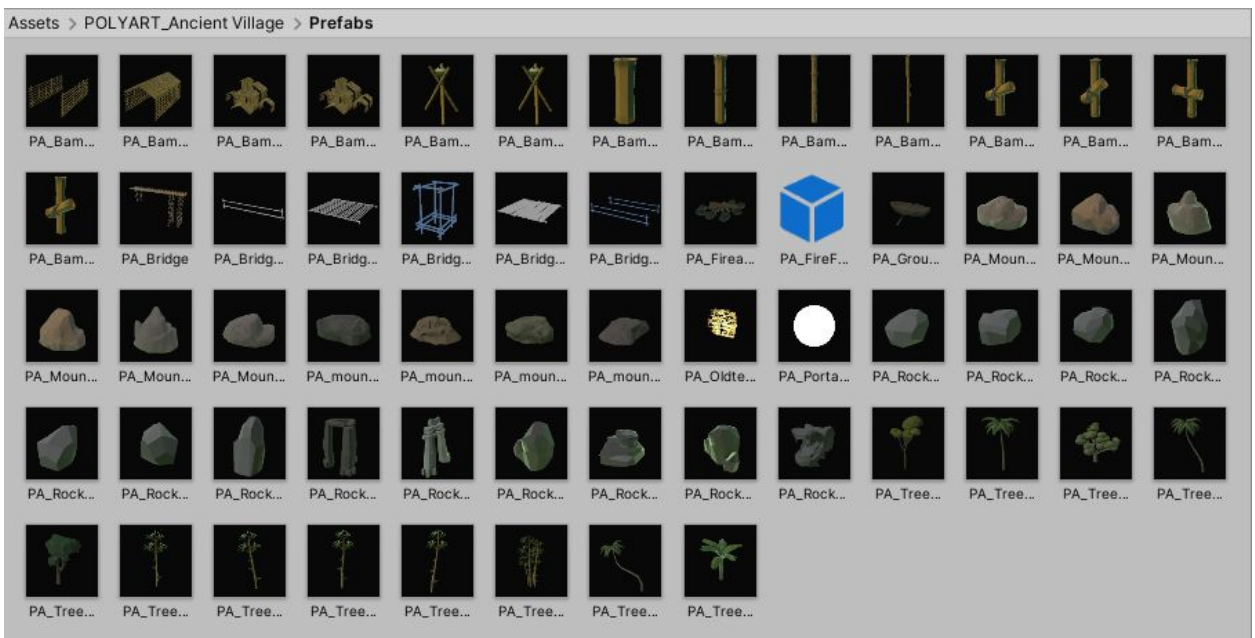 Assets > POLYART_Ancient Village > Prefabs
PA_Bam... PA_Bam... PA_Bam... PA_Bam... PA_Bam... PA_Bam... PA_Bam... PA_Bam... PA_Bam... PA_Bam... PA_Bam... PA_Bam... PA_Bam...
PA_Bam... PA_Bridge PA_Bridg... PA_Bridg... PA_Bridg... PA_Bridg... PA_Bridg... PA_Firea... PA_FireF... PA_Grou... PA_Moun... PA_Moun... PA_Moun...
PA_Moun... PA_Moun... PA_Moun... PA_moun... PA_moun... PA_moun... PA_moun... PA_Oldte... PA_Porta... PA_Rock... PA_Rock... PA_Rock... PA_Rock...
PA_Rock... PA_Rock... PA_Rock... PA_Rock... PA_Rock... PA_Rock... PA_Rock... PA_Rock... PA_Rock... PA_Tree... PA_Tree... PA_Tree... PA_Tree...
PA_Tree... PA_Tree... PA_Tree... PA_Tree... PA_Tree... PA_Tree... PA_Tree... PA_Tree...